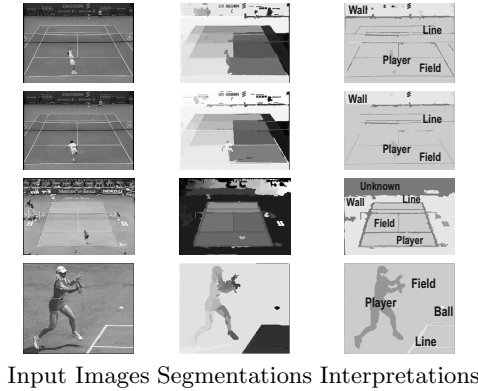 Wall
Line
Player
Field
Wall
Line
Player
Field
Unknown
Wall
Line
Field
Player
Field
Player
Ball
Line
Input Images Segmentations Interpretations